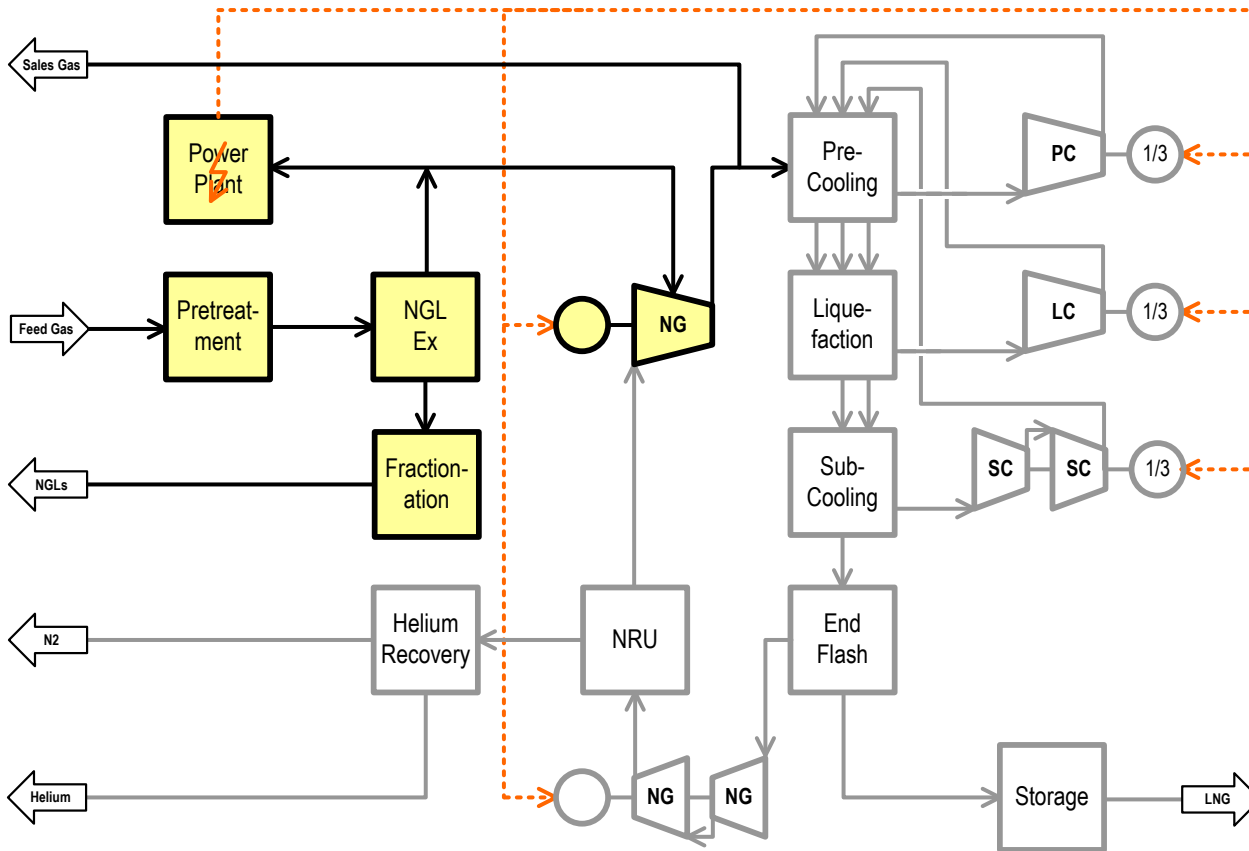 Sales Gas
Power
Plant
Pre-
Cooling
PC
1/3
Feed Gas
Pretreat-
ment
NGL
Ex
NG
Lique-
faction
LC
1/3
NGLs
Fraction-
ation
Sub-
Cooling
SC
SC
1/3
N2
Helium
Recovery
NRU
End
Flash
Helium
NG
NG
Storage
LNG